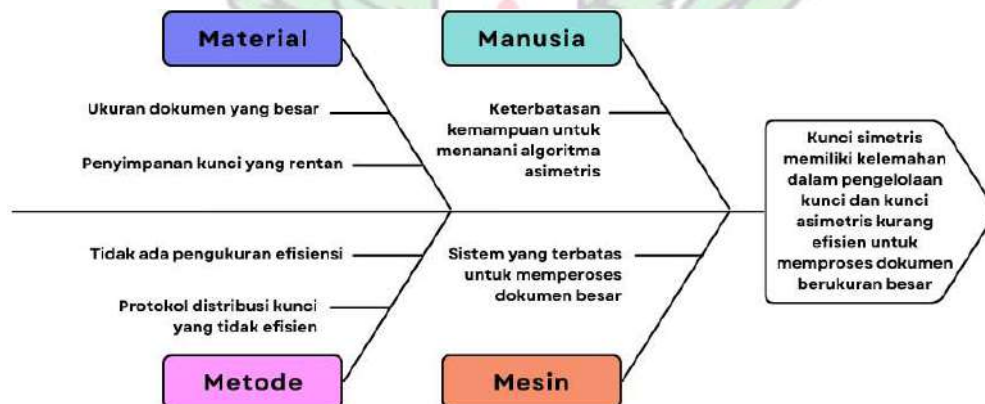 Material
Manusia
Ukuran dokumen yang besar
Penyimpanan kunci yang rentan
Keterbatasan
kemampuan untuk
menanani algoritma
asimetris
Kunci simetris
memiliki kelemahan
dalam pengelolaan
kunci dan kunci
asimetris kurang
efisien untuk
memproses dokumen
berukuran besar
Tidak ada pengukuran efisiensi
Protokol distribusi kunci
yang tidak efisien
Sistem yang terbatas
untuk memperoses
dokumen besar
Metode
Mesin